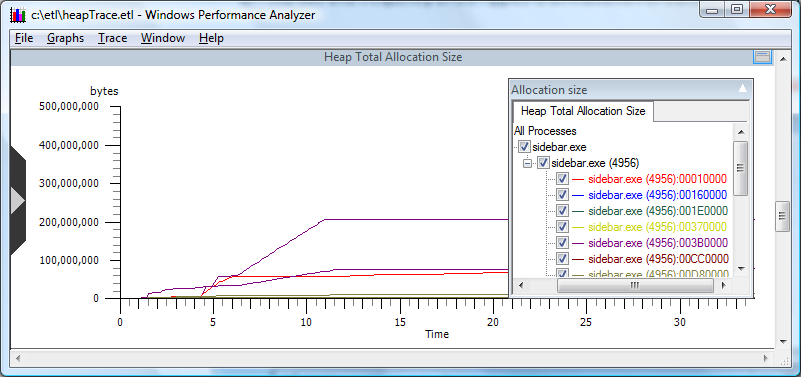 c:\etl\heapTrace.etl - Windows Performance Analyzer
File Graphs Trace Window Help
Heap Total Allocation Size
bytes
500,000,000
400,000,000
300,000,000
200,000,000
100,000,000
0
0 5 10 15 20 25 30
Time
Allocation size
Heap Total Allocation Size
All Processes
sidebar.exe
sidebar.exe (4956)
sidebar.exe (4956):00010000
sidebar.exe (4956):00160000
sidebar.exe (4956):001E0000
sidebar.exe (4956):00370000
sidebar.exe (4956):003B0000
sidebar.exe (4956):00CC0000
sidebar.exe (4956):00D80000